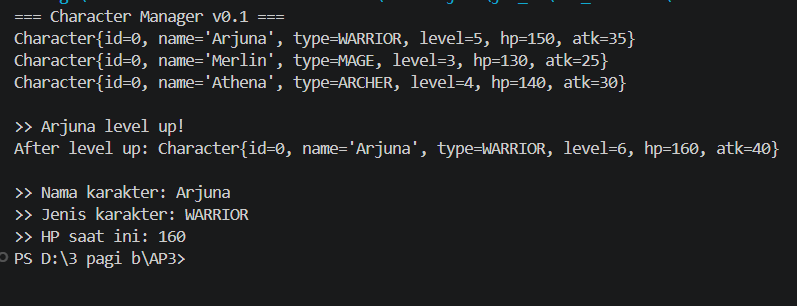 === Character Manager v0.1 ===
Character{id=0, name='Arjuna', type=WARRIOR, level=5, hp=150, atk=35}
Character{id=0, name='Merlin', type=MAGE, level=3, hp=130, atk=25}
Character{id=0, name='Athena', type=ARCHER, level=4, hp=140, atk=30}
>> Arjuna level up!
After level up: Character{id=0, name='Arjuna', type=WARRIOR, level=6, hp=160, atk=40}
>> Nama karakter: Arjuna
>> Jenis karakter: WARRIOR
>> HP saat ini: 160
PS D:\3 pagi b\AP3>